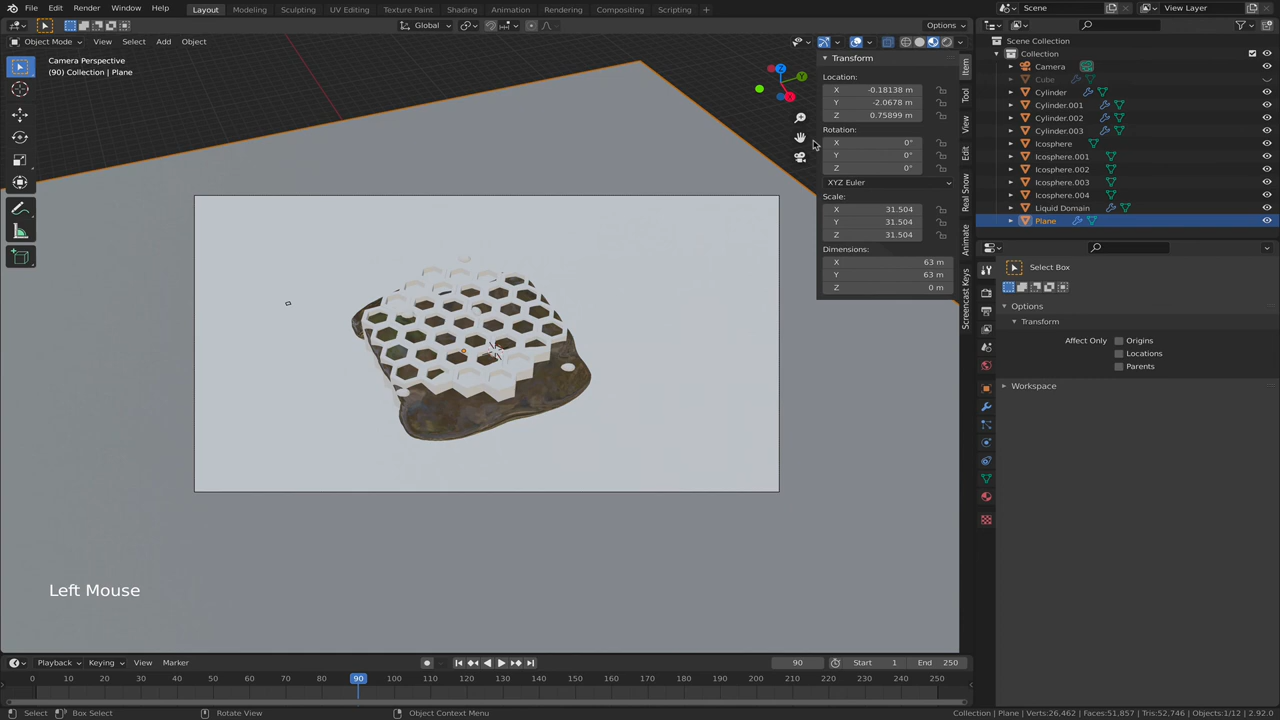 File Edit Render Window Help Layout Modeling Sculpting UV Editing Texture Paint Shading Animation Rendering Compositing Scripting + Scene View Layer
Global Options
Object Mode View Select Add Object
Camera Perspective
(90) Collection | Plane
Z
Y
X
Transform
Location:
X -0.18138 m
Y -2.0678 m
Z 0.75899 m
Rotation:
X 0°
Y 0°
Z 0°
XYZ Euler
Scale:
X 31.504
Y 31.504
Z 31.504
Dimensions:
X 63 m
Y 63 m
Z 0 m
Item
Tool
View
Edit
Real Snow
Animate
Screencast Keys
Scene Collection
Collection
Camera
Cube
Cylinder
Cylinder.001
Cylinder.002
Cylinder.003
Icosphere
Icosphere.001
Icosphere.002
Icosphere.003
Icosphere.004
Liquid Domain
Plane
Select Box
Options
Transform
Affect Only Origins
Locations
Parents
Workspace
Left Mouse
Playback Keying View Marker 90 Start 1 End 250
0 10 20 30 40 50 60 70 80 90 100 110 120 130 140 150 160 170 180 190 200 210 220 230 240 250
Select Box Select Rotate View Object Context Menu Collection | Plane | Verts:26,462 | Faces:51,857 | Tris:52,746 | Objects:1/12 | 2.92.0